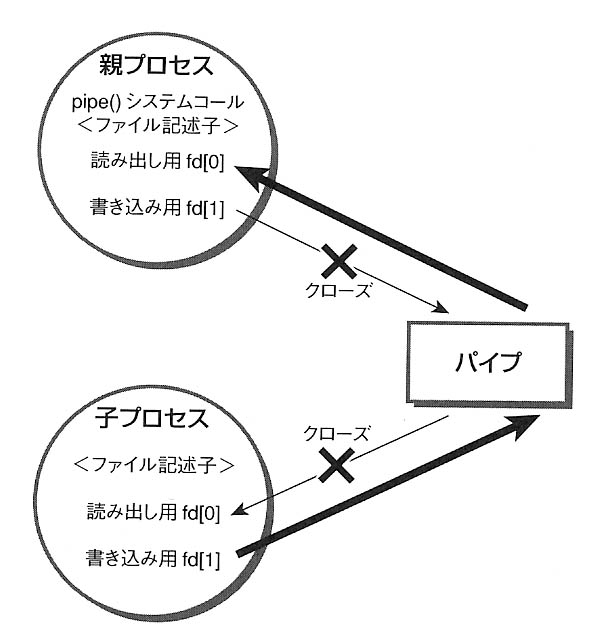 親プロセス
pipe()システムコール
＜ファイル記述子＞
読み出し用 fd[0]
書き込み用 fd[1]
クローズ
パイプ
子プロセス
クローズ
＜ファイル記述子＞
読み出し用 fd[0]
書き込み用 fd[1]